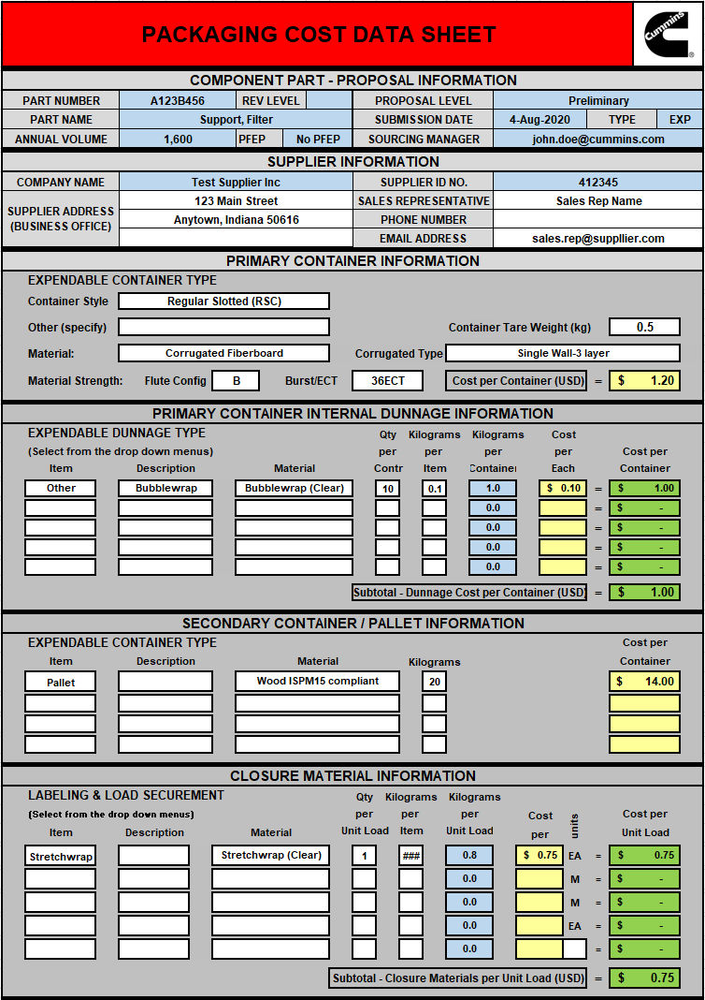 PACKAGING COST DATA SHEET
Cummins
COMPONENT PART - PROPOSAL INFORMATION
PART NUMBER A123B456 REV LEVEL PROPOSAL LEVEL Preliminary
PART NAME Support, Filter SUBMISSION DATE 4-Aug-2020 TYPE EXP
ANNUAL VOLUME 1,600 PFEP No PFEP SOURCING MANAGER john.doe@cummins.com
SUPPLIER INFORMATION
COMPANY NAME Test Supplier Inc SUPPLIER ID NO. 412345
SUPPLIER ADDRESS (BUSINESS OFFICE) 123 Main Street SALES REPRESENTATIVE Sales Rep Name
Anytown, Indiana 50616 PHONE NUMBER
EMAIL ADDRESS sales.rep@suppllier.com
PRIMARY CONTAINER INFORMATION
EXPENDABLE CONTAINER TYPE
Container Style Regular Slotted (RSC)
Other (specify) Container Tare Weight (kg) 0.5
Material: Corrugated Fiberboard Corrugated Type Single Wall-3 layer
Material Strength: Flute Config B Burst/ECT 36ECT Cost per Container (USD) = $ 1.20
PRIMARY CONTAINER INTERNAL DUNNAGE INFORMATION
EXPENDABLE DUNNAGE TYPE Qty Kilograms Kilograms Cost
(Select from the drop down menus) per per per per Cost per
Item Description Material Contr Item Container Each Container
Other Bubblewrap Bubblewrap (Clear) 10 0.1 1.0 $ 0.10 = $ 1.00
0.0 = $ -
0.0 = $ -
0.0 = $ -
0.0 = $ -
Subtotal - Dunnage Cost per Container (USD) = $ 1.00
SECONDARY CONTAINER / PALLET INFORMATION
EXPENDABLE CONTAINER TYPE Cost per
Item Description Material Kilograms Container
Pallet Wood ISPM15 compliant 20 $ 14.00
CLOSURE MATERIAL INFORMATION
LABELING & LOAD SECUREMENT Qty Kilograms Kilograms
(Select from the drop down menus) per per per Cost units Cost per
Item Description Material Unit Load Item Unit Load per Unit Load
Stretchwrap Stretchwrap (Clear) 1 ### 0.8 $ 0.75 EA = $ 0.75
0.0 M = $ -
0.0 M = $ -
0.0 EA = $ -
0.0 = $ -
Subtotal - Closure Materials per Unit Load (USD) = $ 0.75